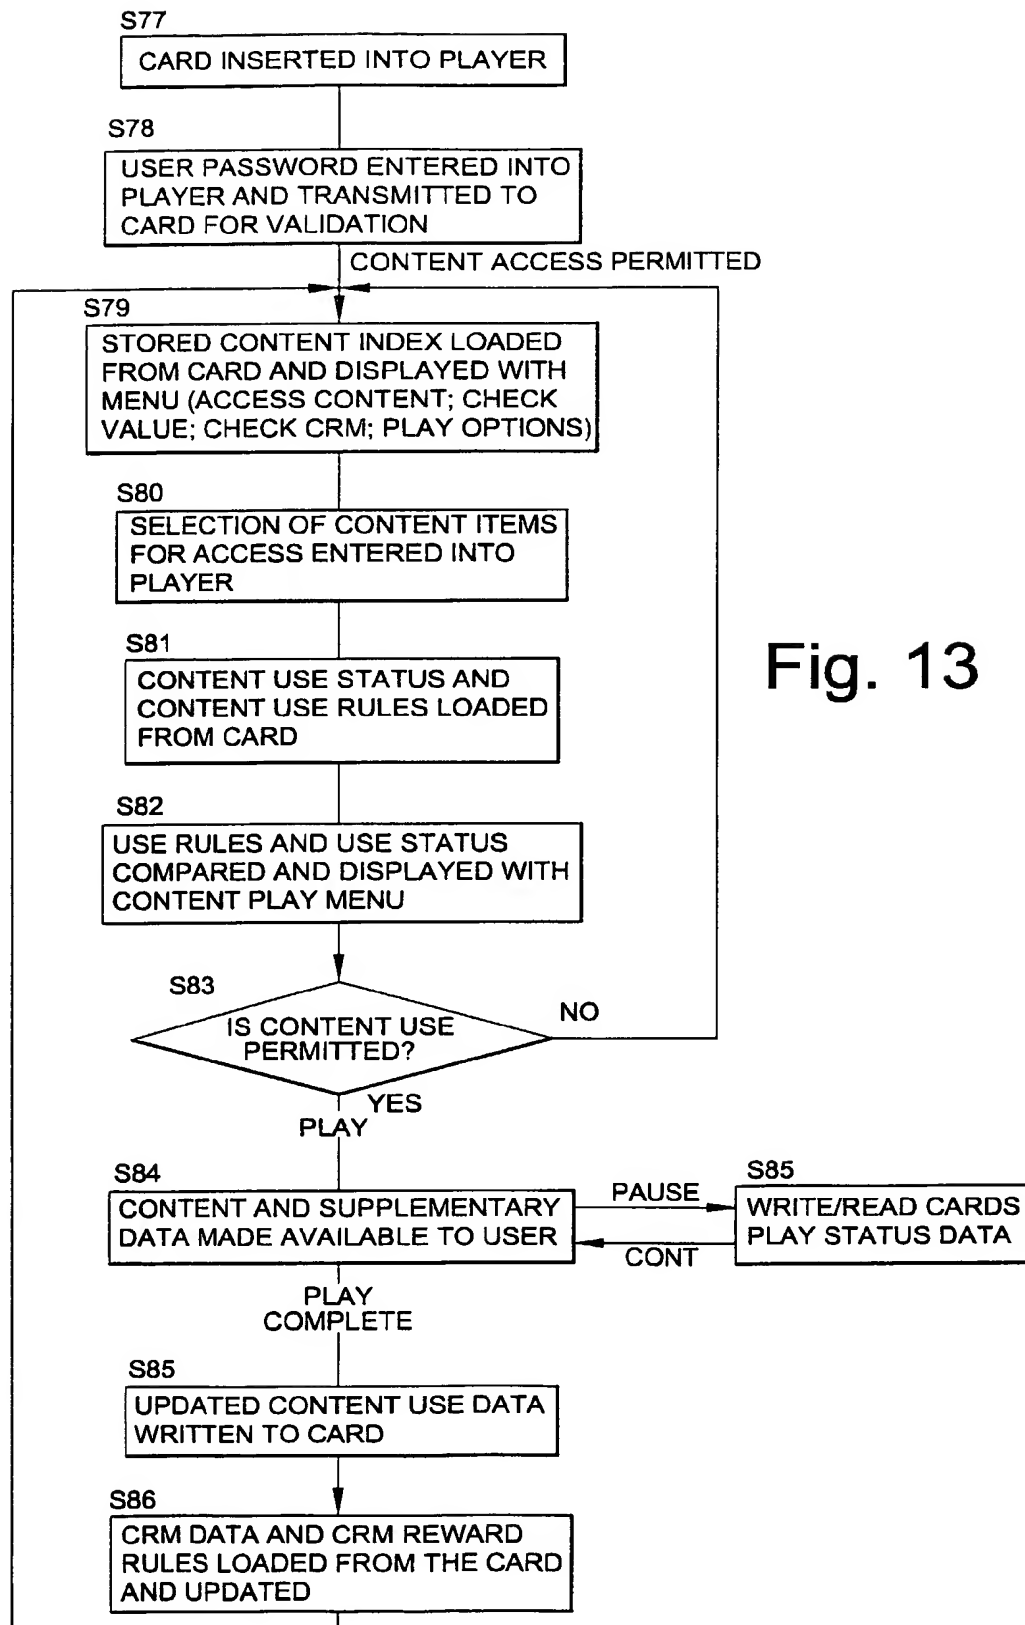 S77
CARD INSERTED INTO PLAYER
S78
USER PASSWORD ENTERED INTO
PLAYER AND TRANSMITTED TO
CARD FOR VALIDATION
CONTENT ACCESS PERMITTED
S79
STORED CONTENT INDEX LOADED
FROM CARD AND DISPLAYED WITH
MENU (ACCESS CONTENT; CHECK
VALUE; CHECK CRM; PLAY OPTIONS)
S80
SELECTION OF CONTENT ITEMS
FOR ACCESS ENTERED INTO
PLAYER
S81
CONTENT USE STATUS AND
CONTENT USE RULES LOADED
FROM CARD
Fig. 13
S82
USE RULES AND USE STATUS
COMPARED AND DISPLAYED WITH
CONTENT PLAY MENU
S83
IS CONTENT USE
PERMITTED?
NO
YES
PLAY
S84
CONTENT AND SUPPLEMENTARY
DATA MADE AVAILABLE TO USER
PAUSE
CONT
S85
WRITE/READ CARDS
PLAY STATUS DATA
PLAY
COMPLETE
S85
UPDATED CONTENT USE DATA
WRITTEN TO CARD
S86
CRM DATA AND CRM REWARD
RULES LOADED FROM THE CARD
AND UPDATED